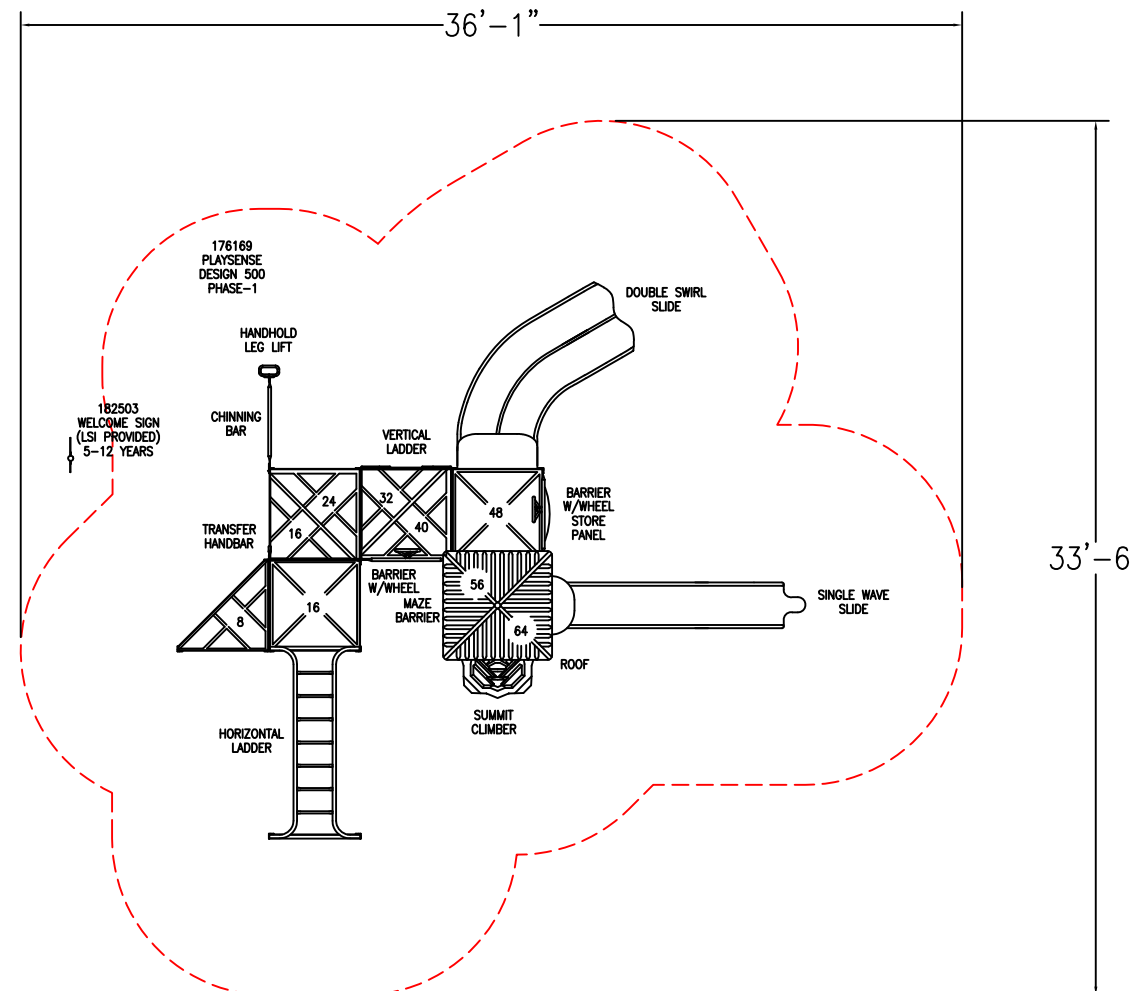 36'-1"
176169
PLAYSENSE
DESIGN 500
PHASE-1
DOUBLE SWIRL
SLIDE
HANDHOLD
LEG LIFT
182503
WELCOME SIGN
(LSI PROVIDED)
5-12 YEARS
CHINNING
BAR
VERTICAL
LADDER
24
32
16
40
48
BARRIER
W/WHEEL
STORE
PANEL
TRANSFER
HANDBAR
33'-6
BARRIER
W/WHEEL
MAZE
BARRIER
56
8
16
64
SINGLE WAVE
SLIDE
ROOF
SUMMIT
CLIMBER
HORIZONTAL
LADDER